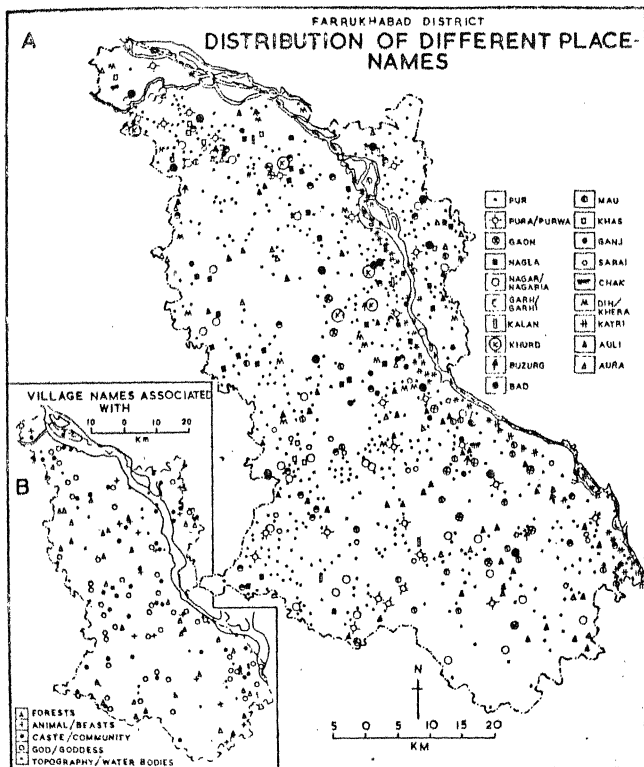 A
FARRUKHABAD DISTRICT
DISTRIBUTION OF DIFFERENT PLACE-
NAMES
PUR
PURA/PURWA
GAON
NAGLA
NAGAR/
NAGARIA
GARH/
GARHI
KALAN
KHURD
BUZURG
BAD
MAU
KHAS
GANJ
SARAI
CHAK
DIH/
KHERA
KATRI
AULI
AURA
VILLAGE NAMES ASSOCIATED
WITH
10 0 10 20
KM
B
FORESTS
ANIMAL/BEASTS
CASTE/COMMUNITY
GOD/GODDESS
TOPOGRAPHY/WATER BODIES
N
5 0 5 10 15 20
KM